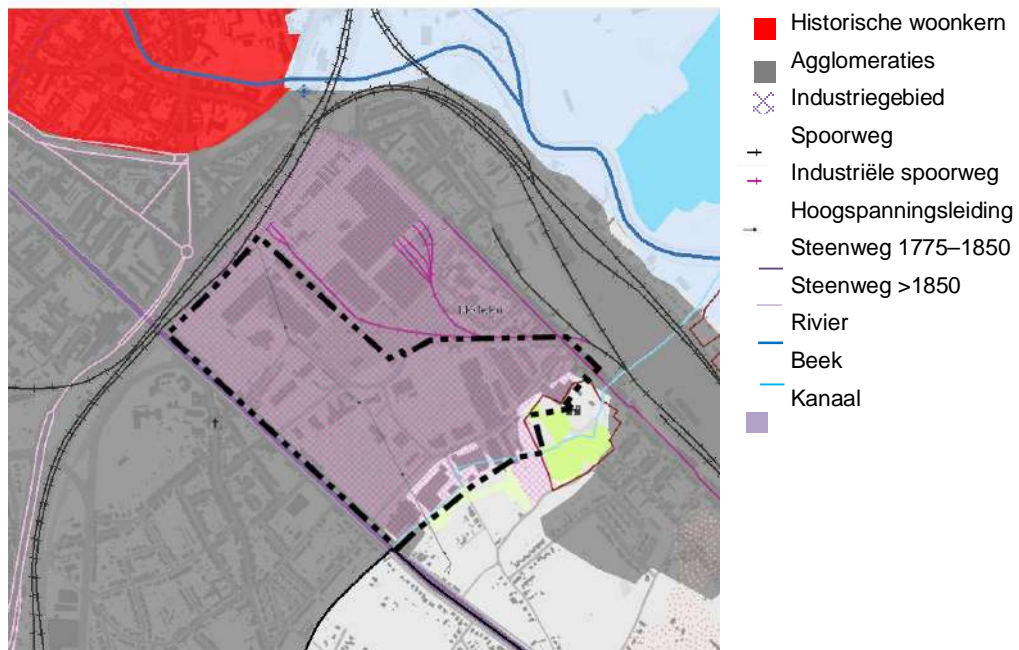 Historische woonkern
Agglomeraties
Industriegebied
Spoorweg
Industriële spoorweg
Hoogspanningsleiding
Steenweg 1775–1850
Steenweg >1850
Rivier
Beek
Kanaal